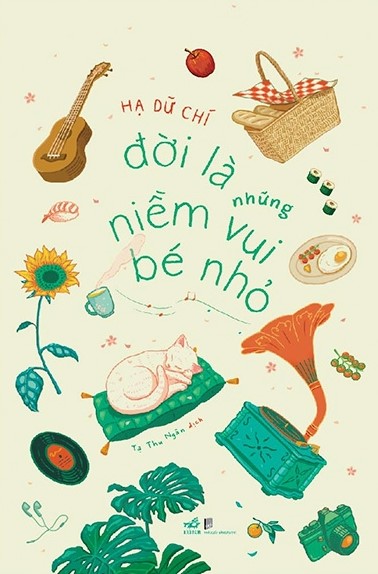 HẠ DỮ CHÍ
đời là
những
niềm vui
bé nhỏ
Tạ Thu Ngân dịch